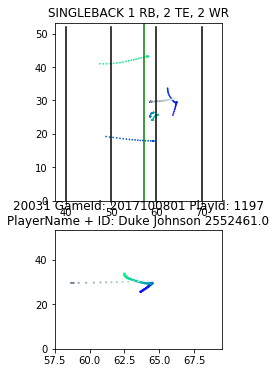 SINGLEBACK 1 RB, 2 TE, 2 WR
50
40
30
20
10
0
40 50 60 70
20031 GameId: 2017100801 PlayId: 1197
PlayerName + ID: Duke Johnson 2552461.0
40
20
0
57.5 60.0 62.5 65.0 67.5